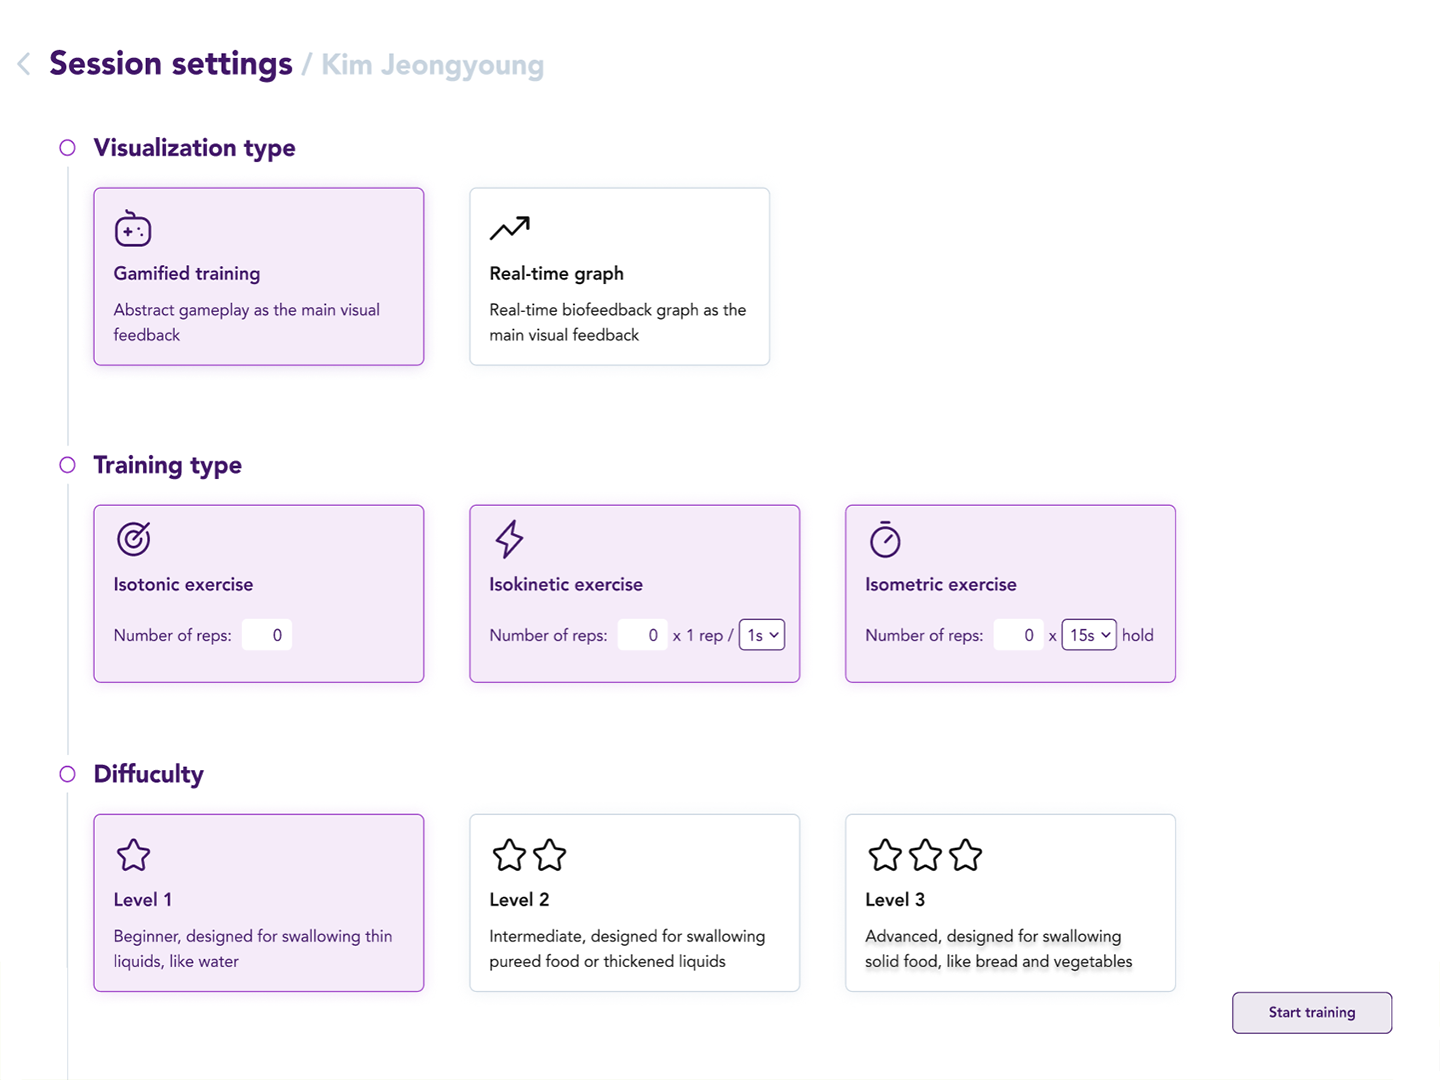 Session settings / Kim Jeongyoung
Visualization type
Gamified training
Abstract gameplay as the main visual
feedback
Real-time graph
Real-time biofeedback graph as the
main visual feedback
Training type
Isotonic exercise
Number of reps: 0
Isokinetic exercise
Number of reps: 0 x 1 rep / 1s
Isometric exercise
Number of reps: 0 x 15s hold
Diffuculty
Level 1
Beginner, designed for swallowing thin
liquids, like water
Level 2
Intermediate, designed for swallowing
pureed food or thickened liquids
Level 3
Advanced, designed for swallowing
solid food, like bread and vegetables
Start training